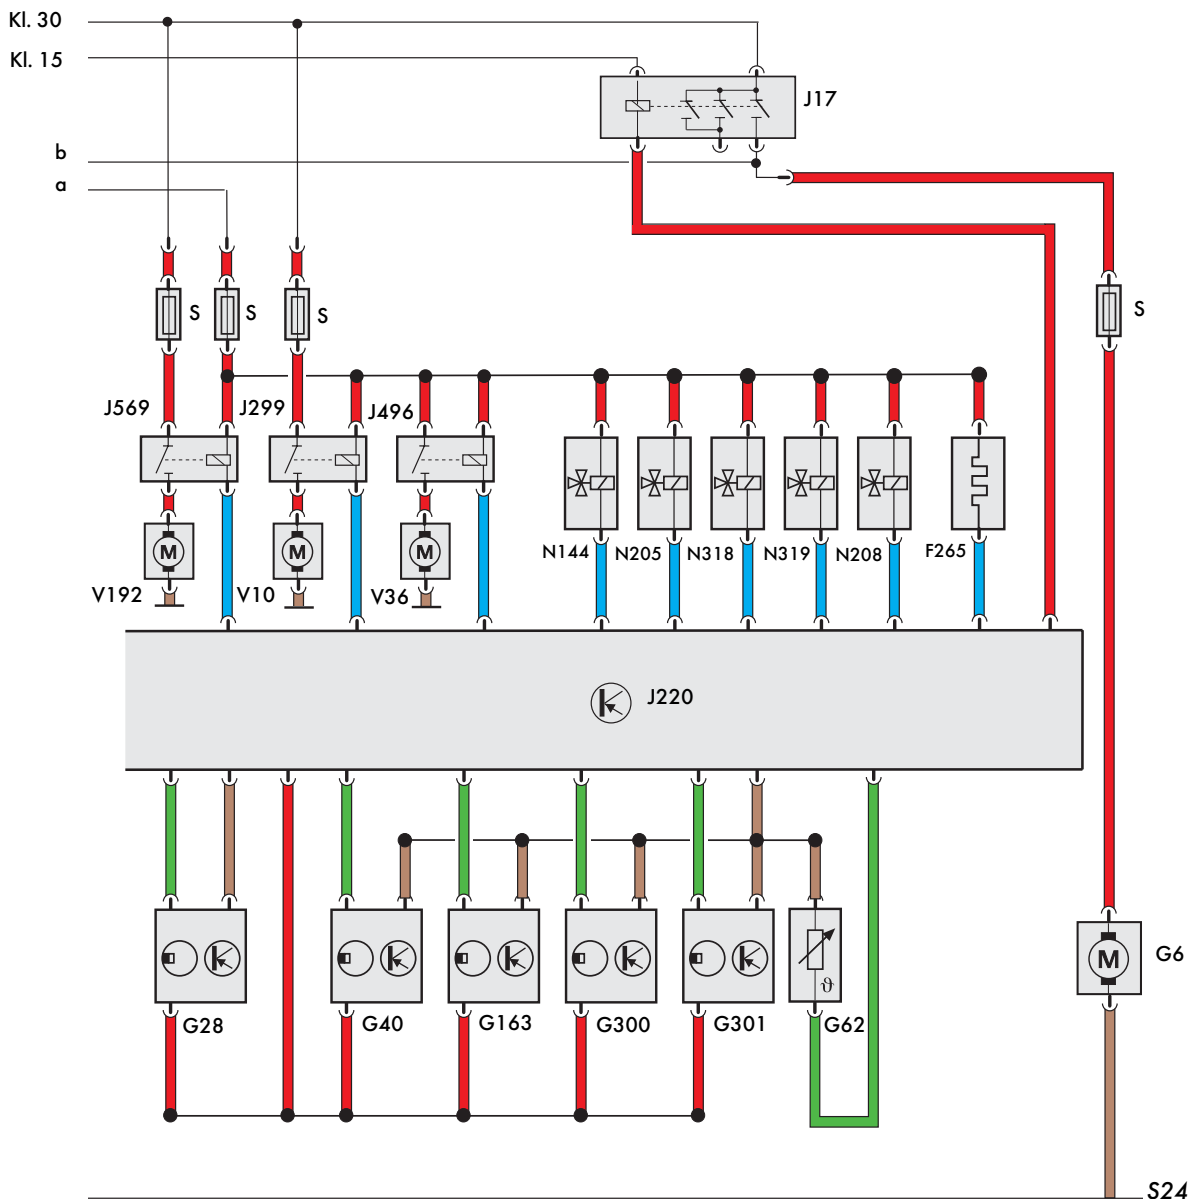 Kl. 30
Kl. 15
J17
b
a
S
S
S
S
J569
J299
J496
M
M
M
V192
V10
V36
N144
N205
N318
N319
N208
F265
J220
ϑ
M
G6
G28
G40
G163
G300
G301
G62
S24